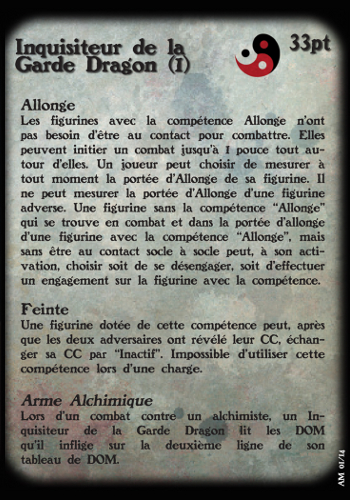 Inquisiteur de la
Garde Dragon (1)
33pt
Allonge
Les figurines avec la compétence Allonge n'ont
pas besoin d'être au contact pour combattre. Elles
peuvent initier un combat jusqu'à 1 pouce tout au-
tour d'elles. Un joueur peut choisir de mesurer à
tout moment la portée d'Allonge de sa figurine. Il
ne peut mesurer la portée d'Allonge d'une figurine
adverse. Une figurine sans la compétence "Allonge"
qui se trouve en combat et dans la portée d'allonge
d'une figurine avec la compétence "Allonge", mais
sans être au contact socle à socle peut, à son acti-
vation, choisir soit de se désengager, soit d'effectuer
un engagement sur la figurine avec la compétence.
Feinte
Une figurine dotée de cette compétence peut, après
que les deux adversaires ont révélé leur CC, échan-
ger sa CC par "Inactif". Impossible d'utiliser cette
compétence lors d'une charge.
Arme Alchimique
Lors d'un combat contre un alchimiste, un In-
quisiteur de la Garde Dragon lit les DOM
qu'il inflige sur la deuxième ligne de son
tableau de DOM.
AM 01/14